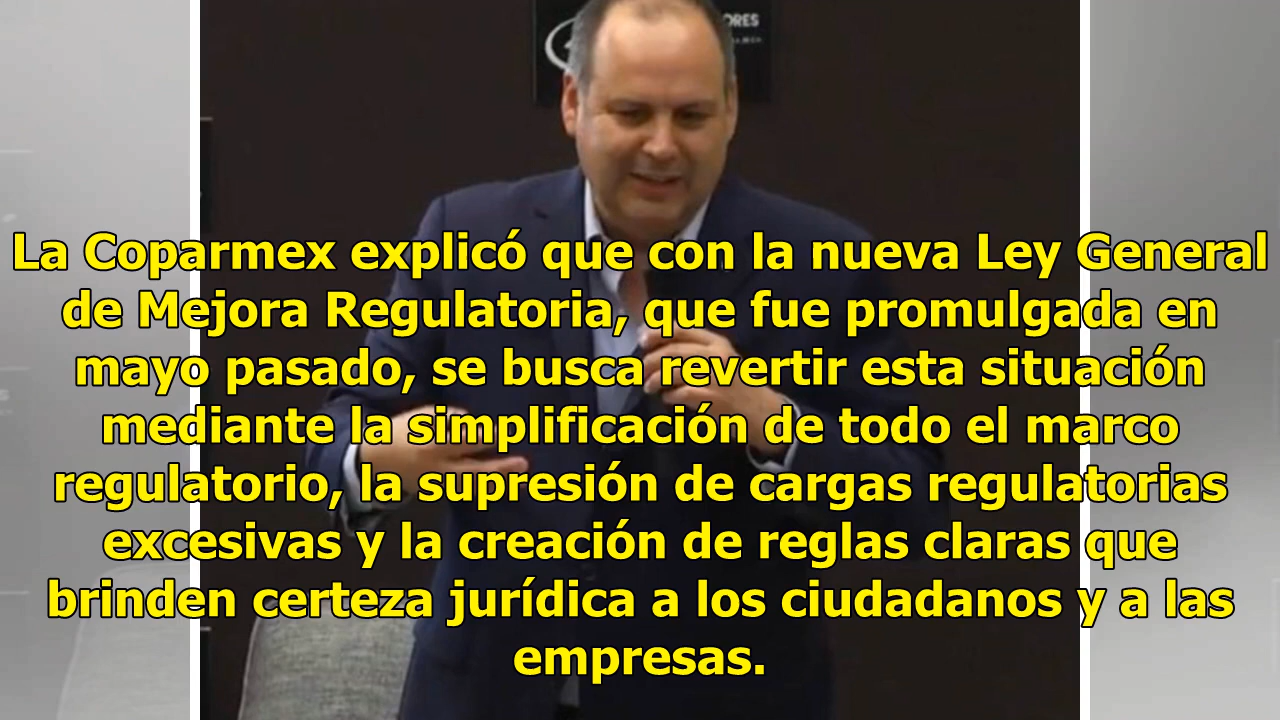 ORES
La Coparmex explicó que con la nueva Ley General
de Mejora Regulatoria, que fue promulgada en
mayo pasado, se busca revertir esta situación
mediante la simplificación de todo el marco
regulatorio, la supresión de cargas regulatorias
excesivas y la creación de reglas claras que
brinden certeza jurídica a los ciudadanos y a las
empresas.